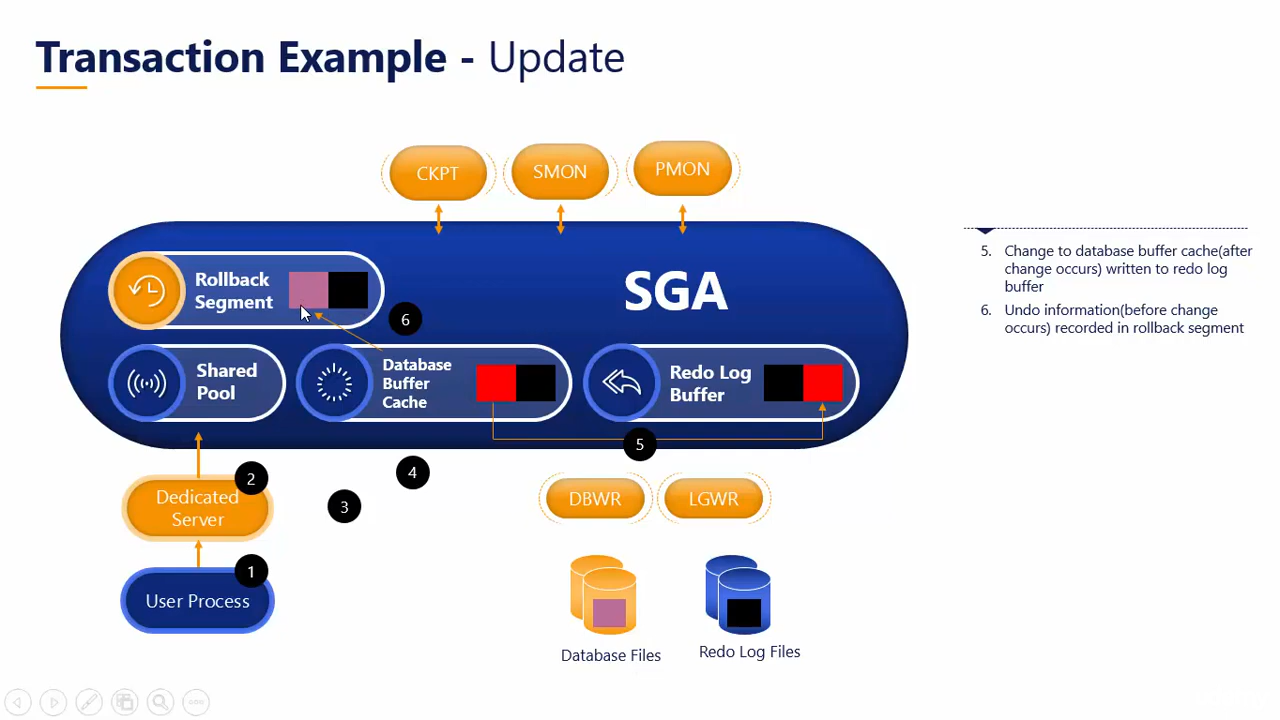 Transaction Example - Update
CKPT
SMON
PMON
Rollback
Segment
SGA
6
Shared
Pool
Database
Buffer
Cache
Redo Log
Buffer
5
4
2
3
Dedicated
Server
DBWR
LGWR
1
User Process
Database Files
Redo Log Files
5. Change to database buffer cache(after
change occurs) written to redo log
buffer
6. Undo information(before change
occurs) recorded in rollback segment